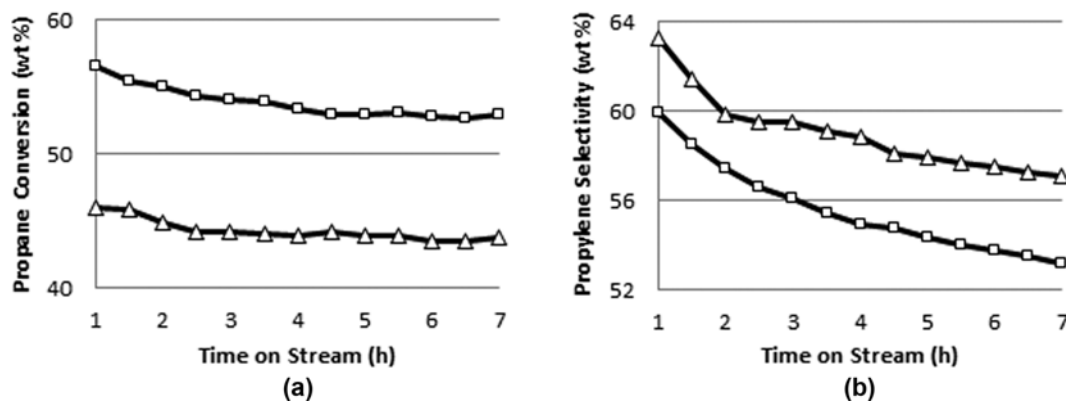 Propane Conversion (wt%)
60
50
40
1 2 3 4 5 6 7
Time on Stream (h)
(a)
Propylene Selectivity (wt%)
64
60
56
52
1 2 3 4 5 6 7
Time on Stream (h)
(b)